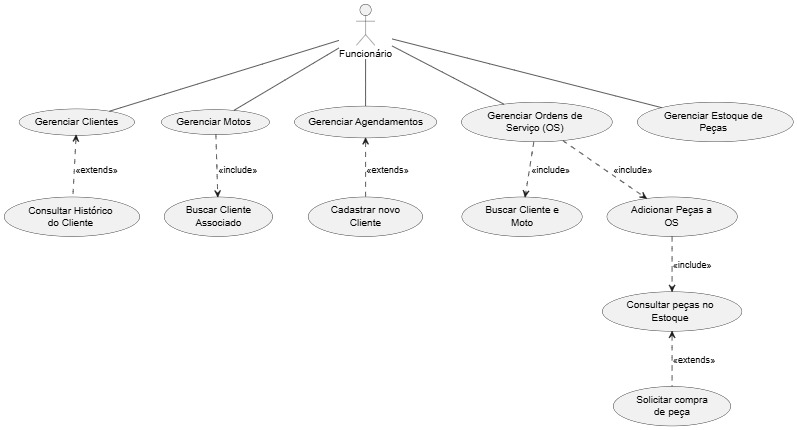 Funcionário
Gerenciar Clientes
Gerenciar Motos
Gerenciar Agendamentos
Gerenciar Ordens de
Serviço (OS)
Gerenciar Estoque de
Peças
«extends»
«include»
«extends»
«include»
«include»
Consultar Histórico
do Cliente
Buscar Cliente
Associado
Cadastrar novo
Cliente
Buscar Cliente e
Moto
Adicionar Peças a
OS
«include»
Consultar peças no
Estoque
«extends»
Solicitar compra
de peça